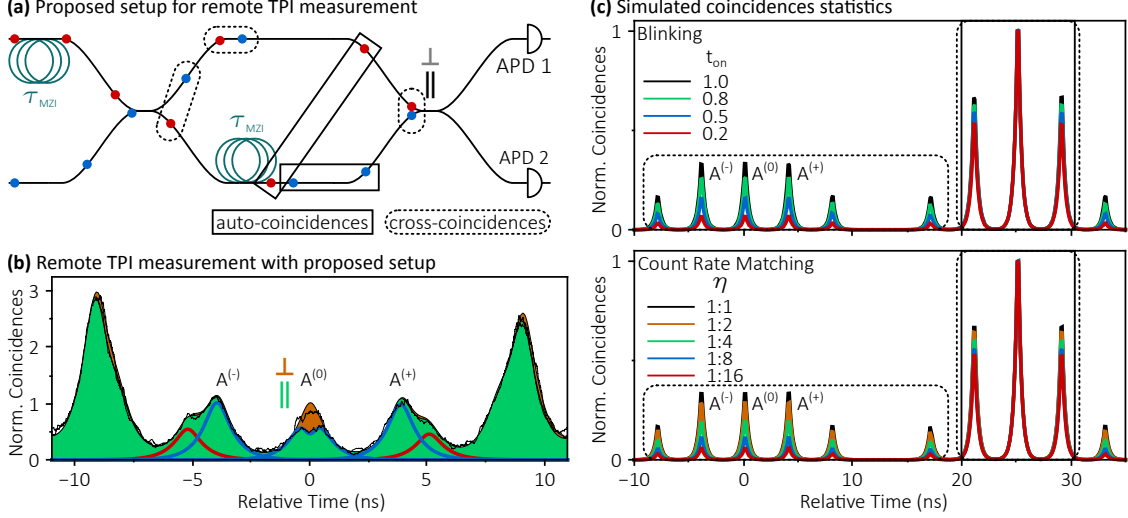 (a) Proposed setup for remote TPI measurement
τMZI
τMZI
⊥
||
APD 1
APD 2
auto-coincidences
cross-coincidences
(b) Remote TPI measurement with proposed setup
Norm. Coincidences
3
2
1
0
A(-)
⊥
||
A(0)
A(+)
−10
−5
0
5
10
Relative Time (ns)
(c) Simulated coincidences statistics
Norm. Coincidences
1
0
Blinking
ton
1.0
0.8
0.5
0.2
A(-)
A(0)
A(+)
Norm. Coincidences
1
0
Count Rate Matching
η
1:1
1:2
1:4
1:8
1:16
A(-)
A(0)
A(+)
−10
0
10
20
30
Relative Time (ns)